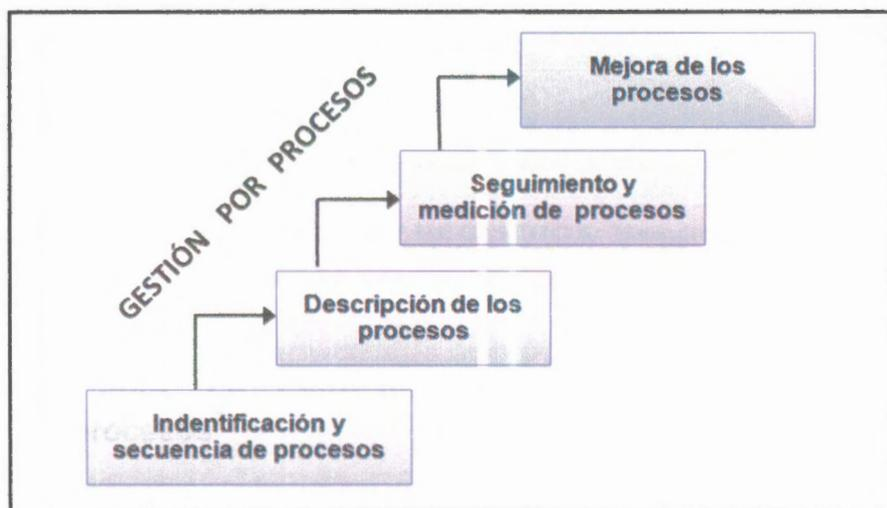 GESTIÓN POR PROCESOS
Mejora de los
procesos
Seguimiento y
medición de procesos
Descripción de los
procesos
Indentificación y
secuencia de procesos